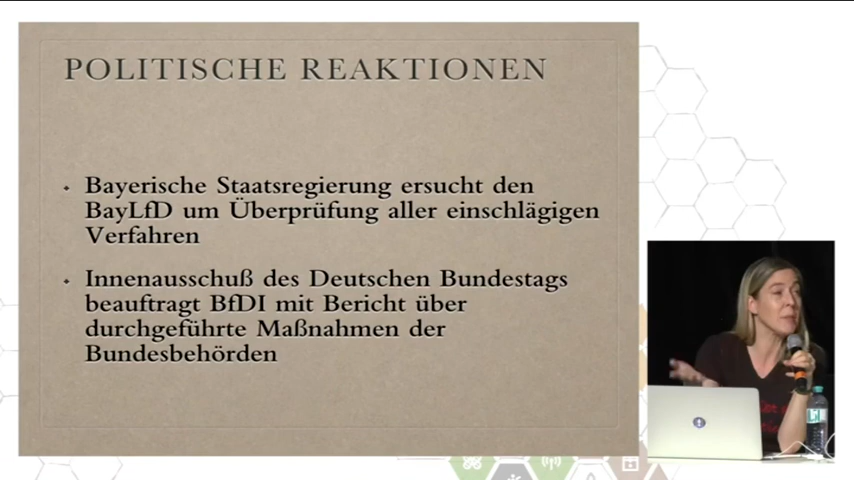 POLITISCHE REAKTIONEN
Bayerische Staatsregierung ersucht den
BayLfD um Überprüfung aller einschlägigen
Verfahren
Innenausschuß des Deutschen Bundestags
beauftragt BfDI mit Bericht über
durchgeführte Maßnahmen der
Bundesbehörden